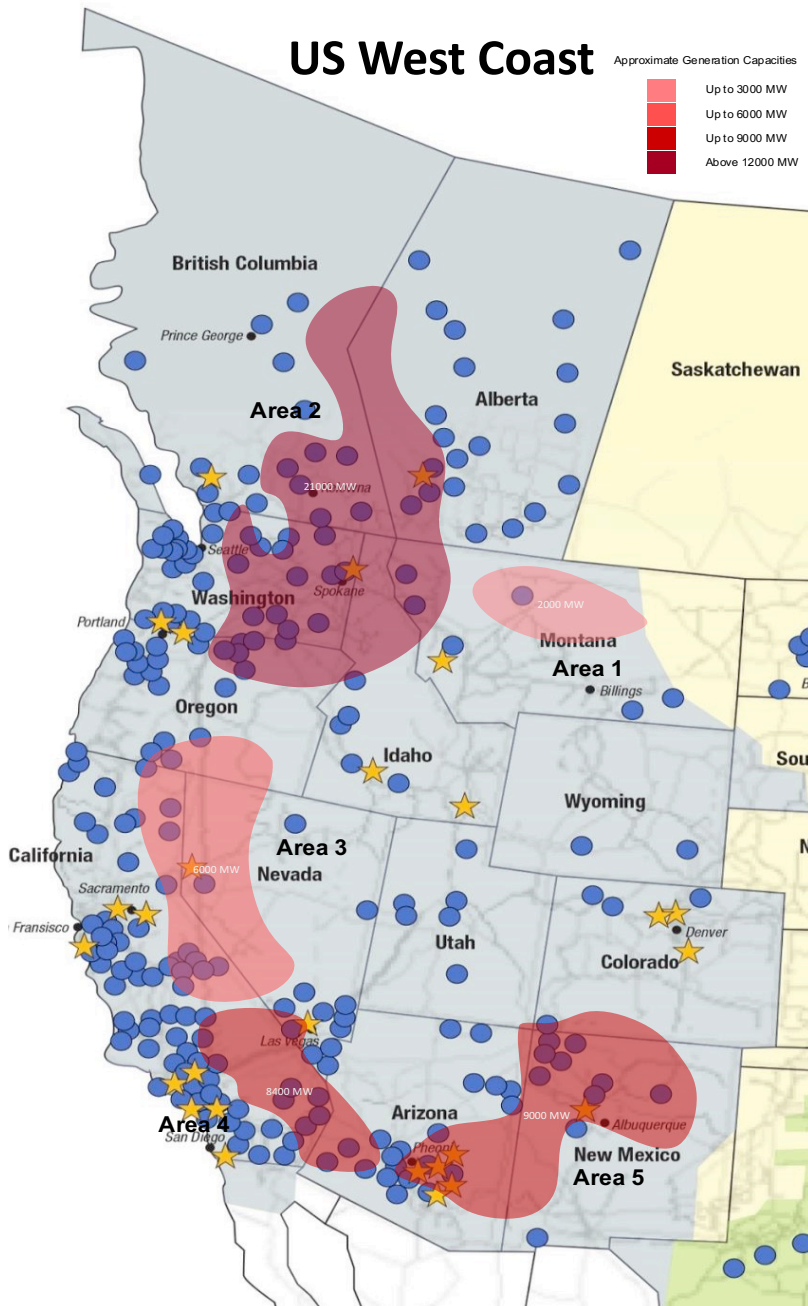 US West Coast
Approximate Generation Capacities
Up to 3000 MW
Up to 6000 MW
Up to 9000 MW
Above 12000 MW
British Columbia
Prince George
Saskatchewan
Alberta
Area 2
21000 MW
Seattle
Spokane
Washington
2000 MW
Portland
Montana
Area 1
Billings
B
Oregon
Idaho
Sou
Wyoming
Area 3
N
California
6000 MW
Nevada
Sacramento
Fransisco
Denver
Utah
Colorado
Las Vegas
8400 MW
Arizona
9000 MW
Area 4
Albuquerque
San Diego
New Mexico
Area 5